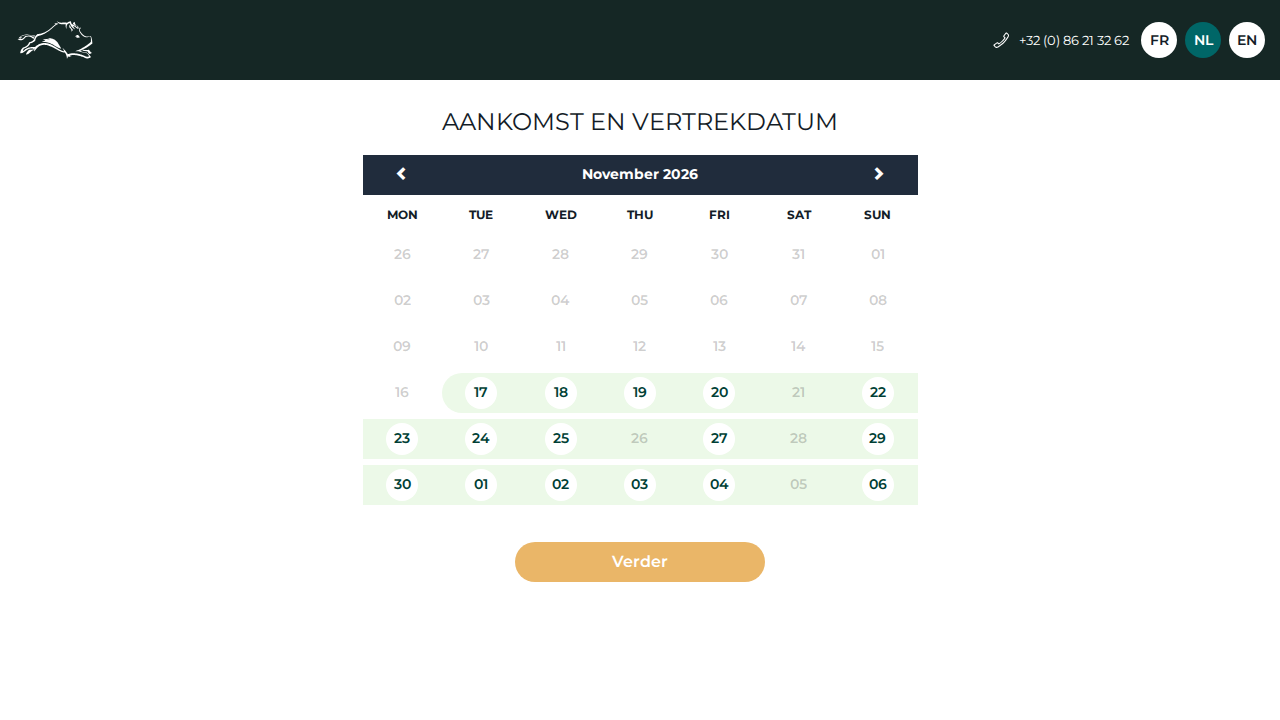 +32 (0) 86 21 32 62 FR NL EN
AANKOMST EN VERTREKDATUM
November 2026
MON TUE WED THU FRI SAT SUN
26 27 28 29 30 31 01
02 03 04 05 06 07 08
09 10 11 12 13 14 15
16 17 18 19 20 21 22
23 24 25 26 27 28 29
30 01 02 03 04 05 06
Verder